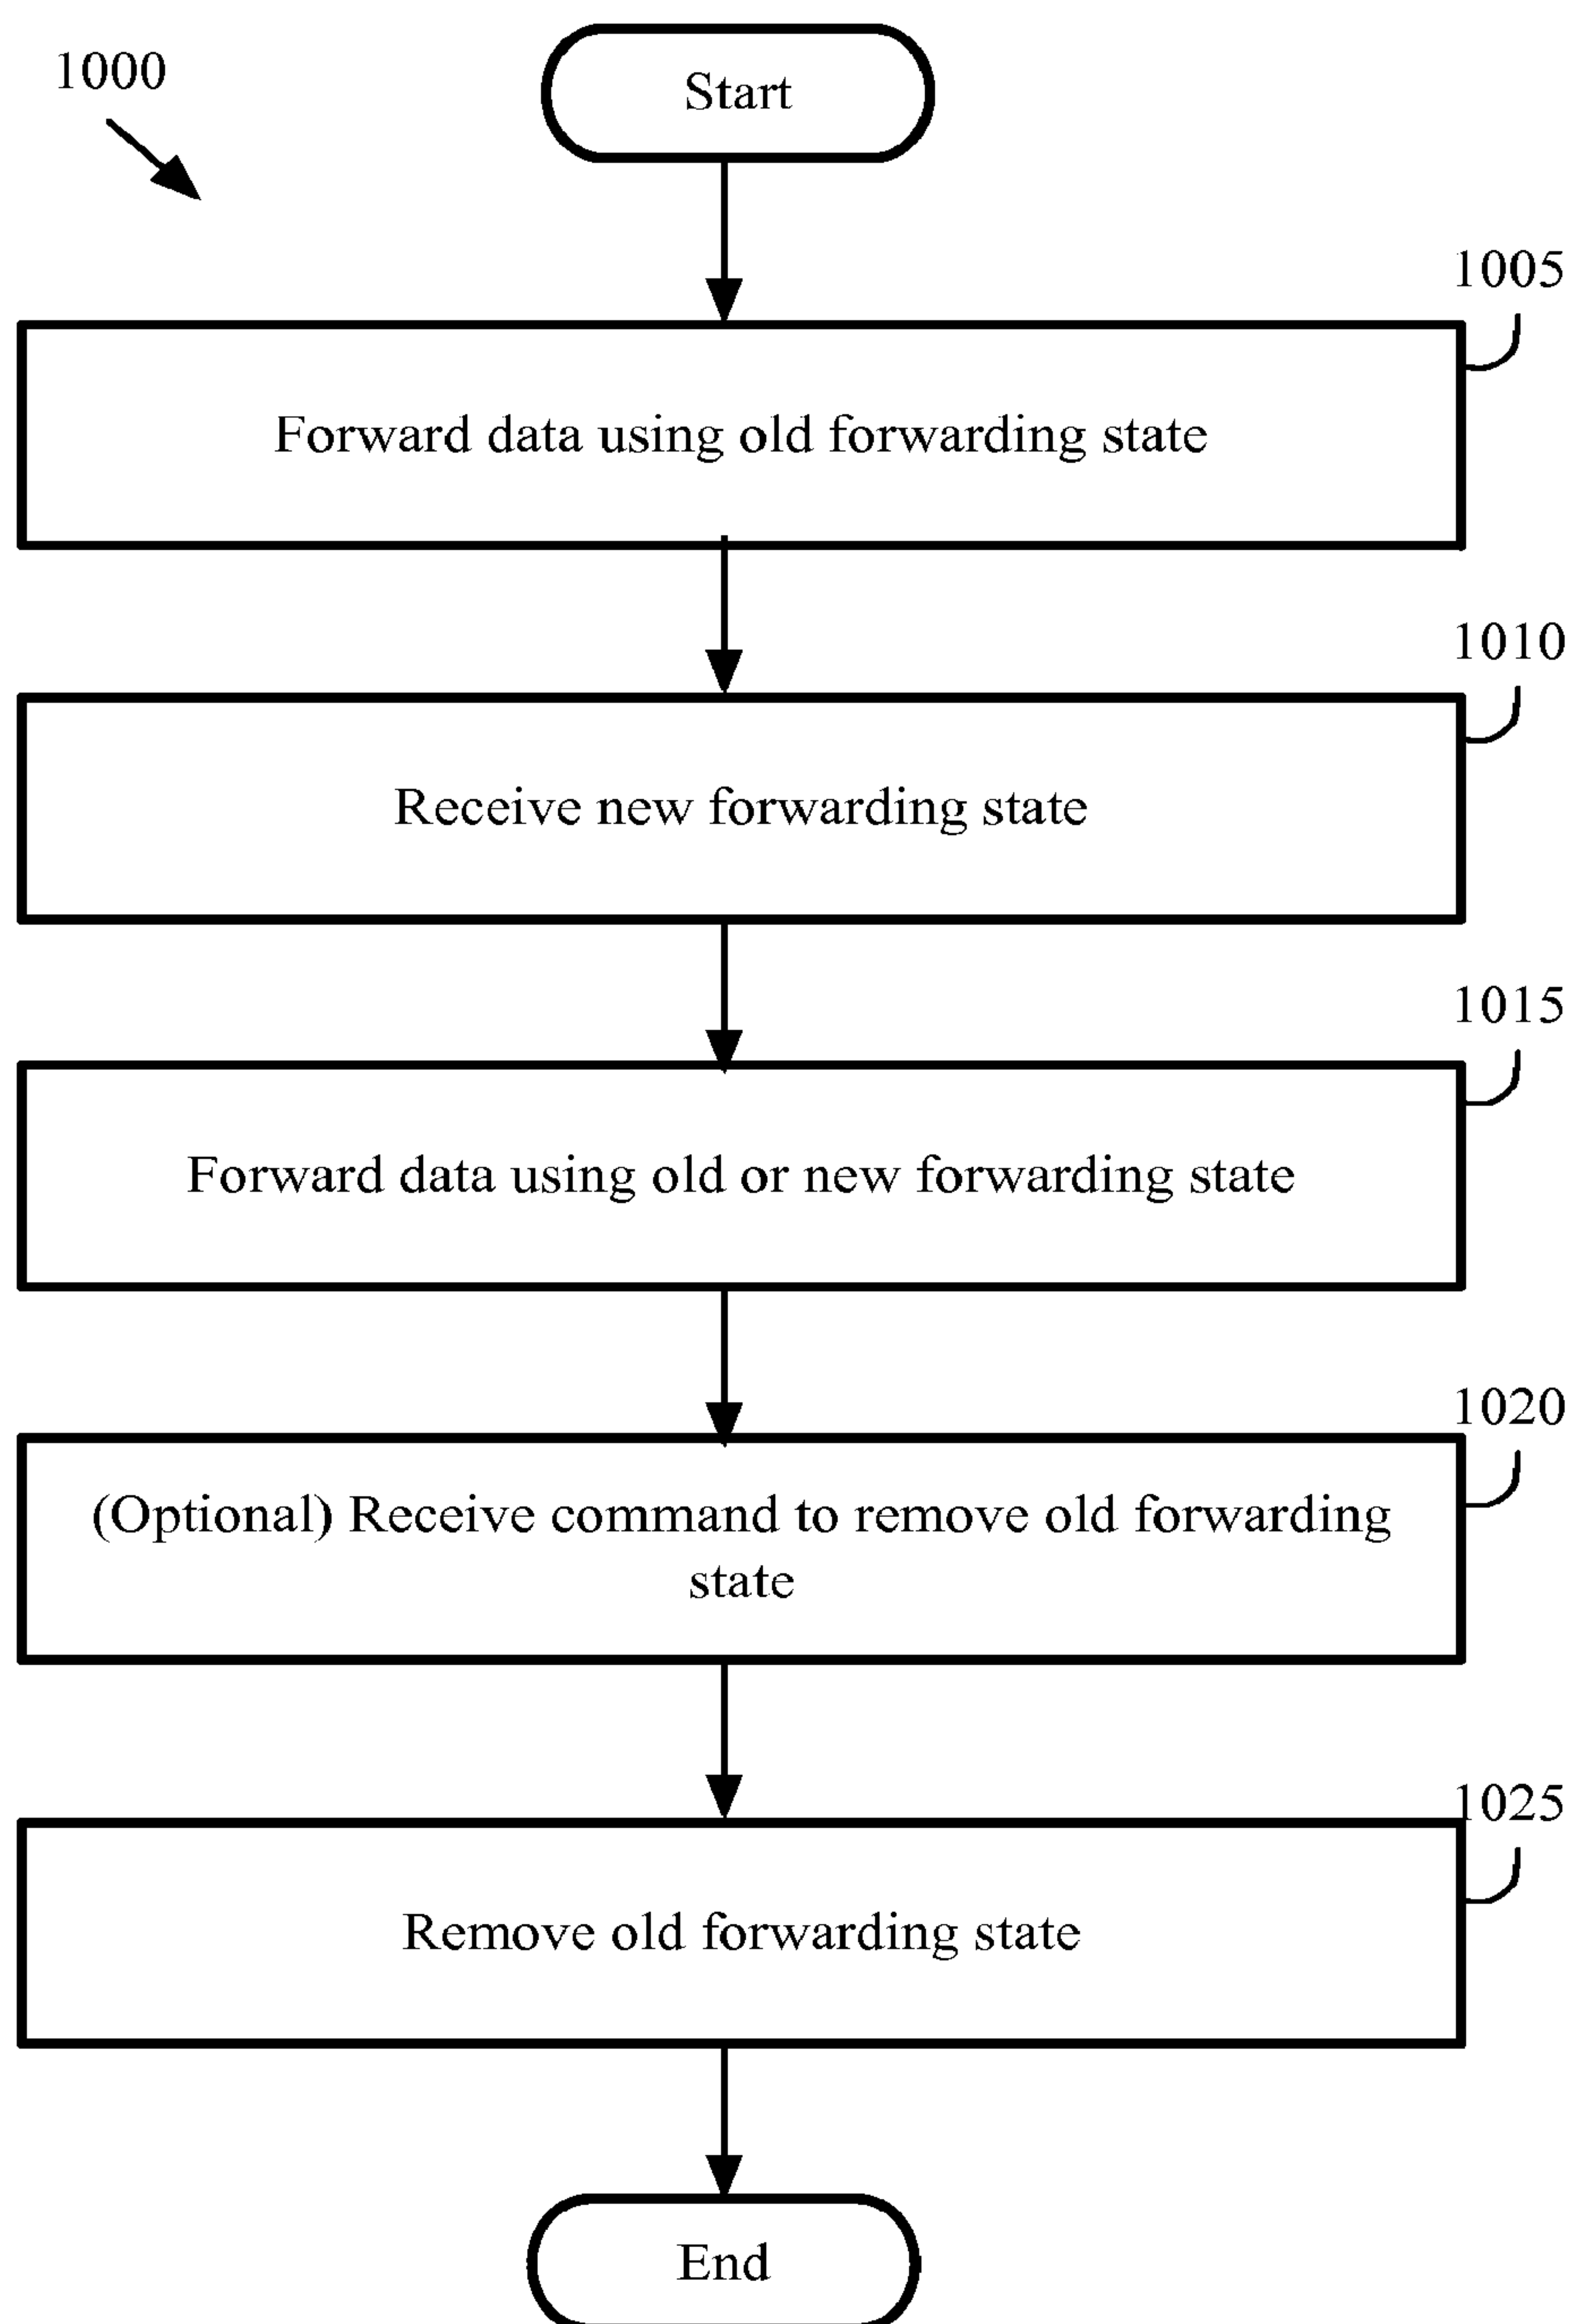 1000
Start
1005
Forward data using old forwarding state
1010
Receive new forwarding state
1015
Forward data using old or new forwarding state
1020
(Optional) Receive command to remove old forwarding
state
1025
Remove old forwarding state
End